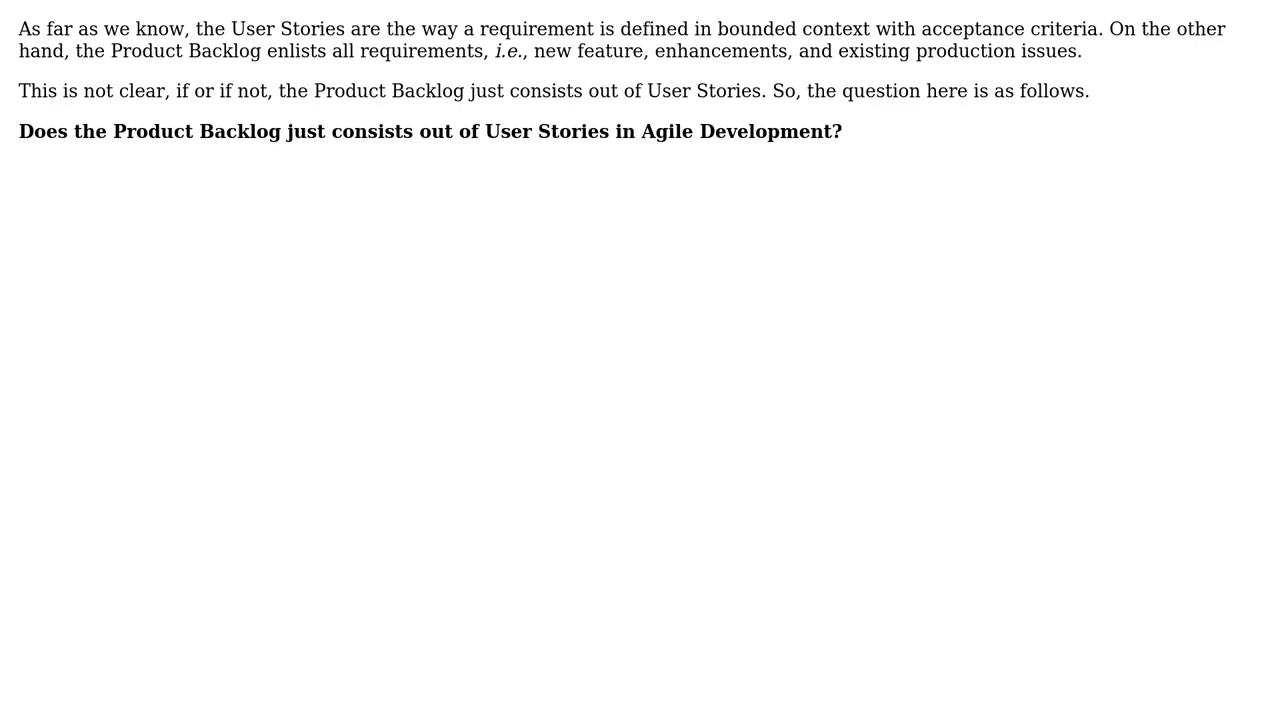 As far as we know, the User Stories are the way a requirement is defined in bounded context with acceptance criteria. On the other
hand, the Product Backlog enlists all requirements, i.e., new feature, enhancements, and existing production issues.
This is not clear, if or if not, the Product Backlog just consists out of User Stories. So, the question here is as follows.
Does the Product Backlog just consists out of User Stories in Agile Development?